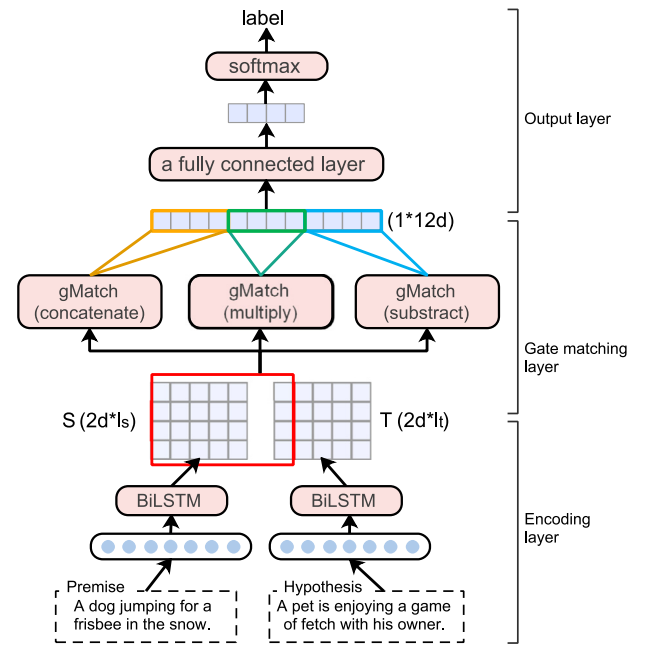 label
softmax
Output layer
a fully connected layer
(1*12d)
gMatch
(concatenate)
gMatch
(multiply)
gMatch
(substract)
Gate matching
layer
S (2d*ls)
T (2d*lt)
BiLSTM
BiLSTM
Encoding
layer
Premise
A dog jumping for a
frisbee in the snow.
Hypothesis
A pet is enjoying a game
of fetch with his owner.